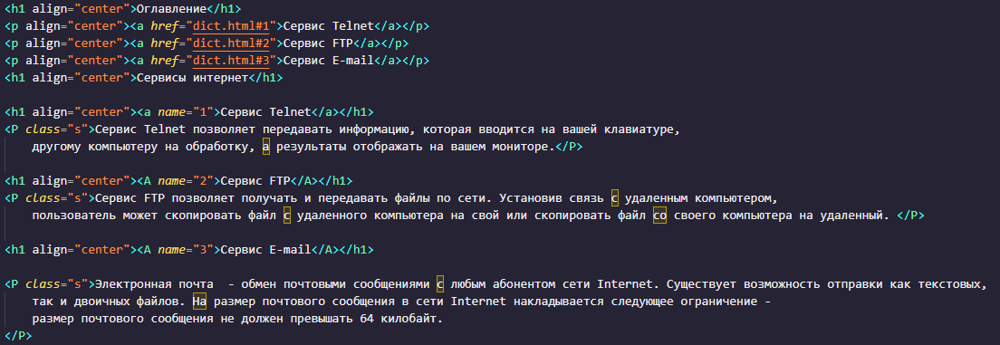 <h1 align="center">Оглавление</h1>
<p align="center"><a href="dict.html#1">Сервис Telnet</a></p>
<p align="center"><a href="dict.html#2">Сервис FTP</a></p>
<p align="center"><a href="dict.html#3">Сервис E-mail</a></p>
<h1 align="center">Сервисы интернет</h1>
<h1 align="center"><a name="1">Сервис Telnet</a></h1>
<P class="s">Сервис Telnet позволяет передавать информацию, которая вводится на вашей клавиатуре,
другому компьютеру на обработку, а результаты отображать на вашем мониторе.</P>
<h1 align="center"><A name="2">Сервис FTP</A></h1>
<P class="s">Сервис FTP позволяет получать и передавать файлы по сети. Установив связь с удаленным компьютером,
пользователь может скопировать файл с удаленного компьютера на свой или скопировать файл со своего компьютера на удаленный. </P>
<h1 align="center"><A name="3">Сервис E-mail</A></h1>
<P class="s">Электронная почта  - обмен почтовыми сообщениями с любым абонентом сети Internet. Существует возможность отправки как текстовых,
так и двоичных файлов. На размер почтового сообщения в сети Internet накладывается следующее ограничение -
размер почтового сообщения не должен превышать 64 килобайт.
</P>